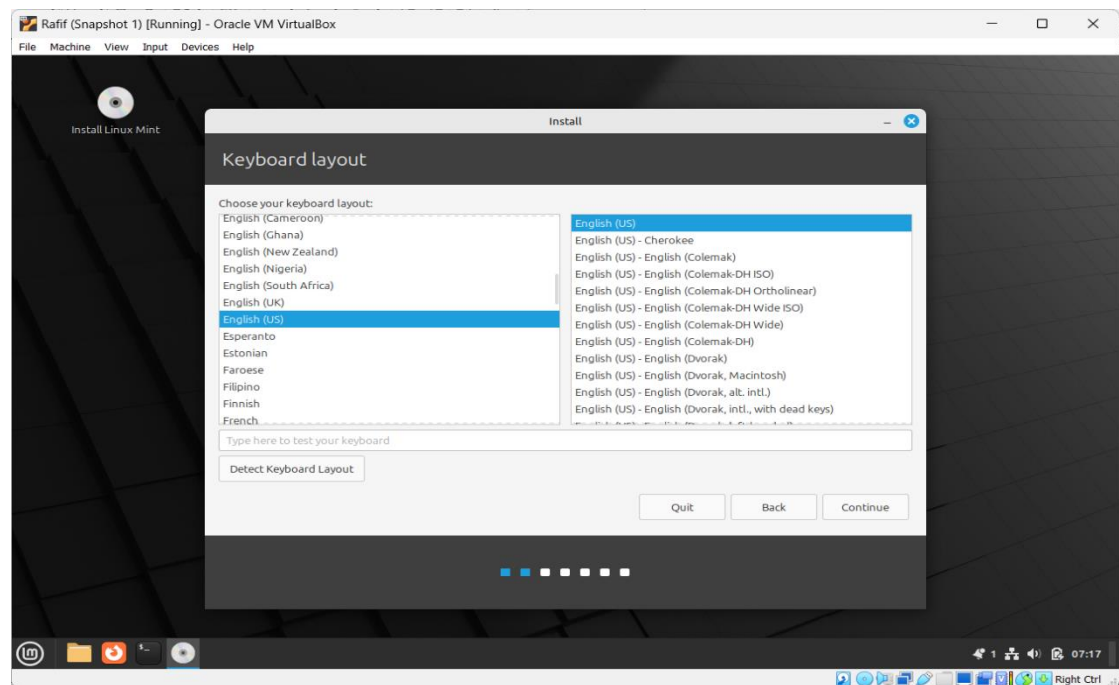 Rafif (Snapshot 1) [Running] - Oracle VM VirtualBox
File Machine View Input Devices Help
Install Linux Mint
Install
Keyboard layout
Choose your keyboard layout:
English (Cameroon)
English (Ghana)
English (New Zealand)
English (Nigeria)
English (South Africa)
English (UK)
English (US)
Esperanto
Estonian
Faroese
Filipino
Finnish
French
English (US)
English (US) - Cherokee
English (US) - English (Colemak)
English (US) - English (Colemak-DH ISO)
English (US) - English (Colemak-DH Ortholinear)
English (US) - English (Colemak-DH Wide ISO)
English (US) - English (Colemak-DH Wide)
English (US) - English (Colemak-DH)
English (US) - English (Dvorak)
English (US) - English (Dvorak, Macintosh)
English (US) - English (Dvorak, alt. intl.)
English (US) - English (Dvorak, intl., with dead keys)
Type here to test your keyboard
Detect Keyboard Layout
Quit Back Continue
1 07:17
Right Ctrl